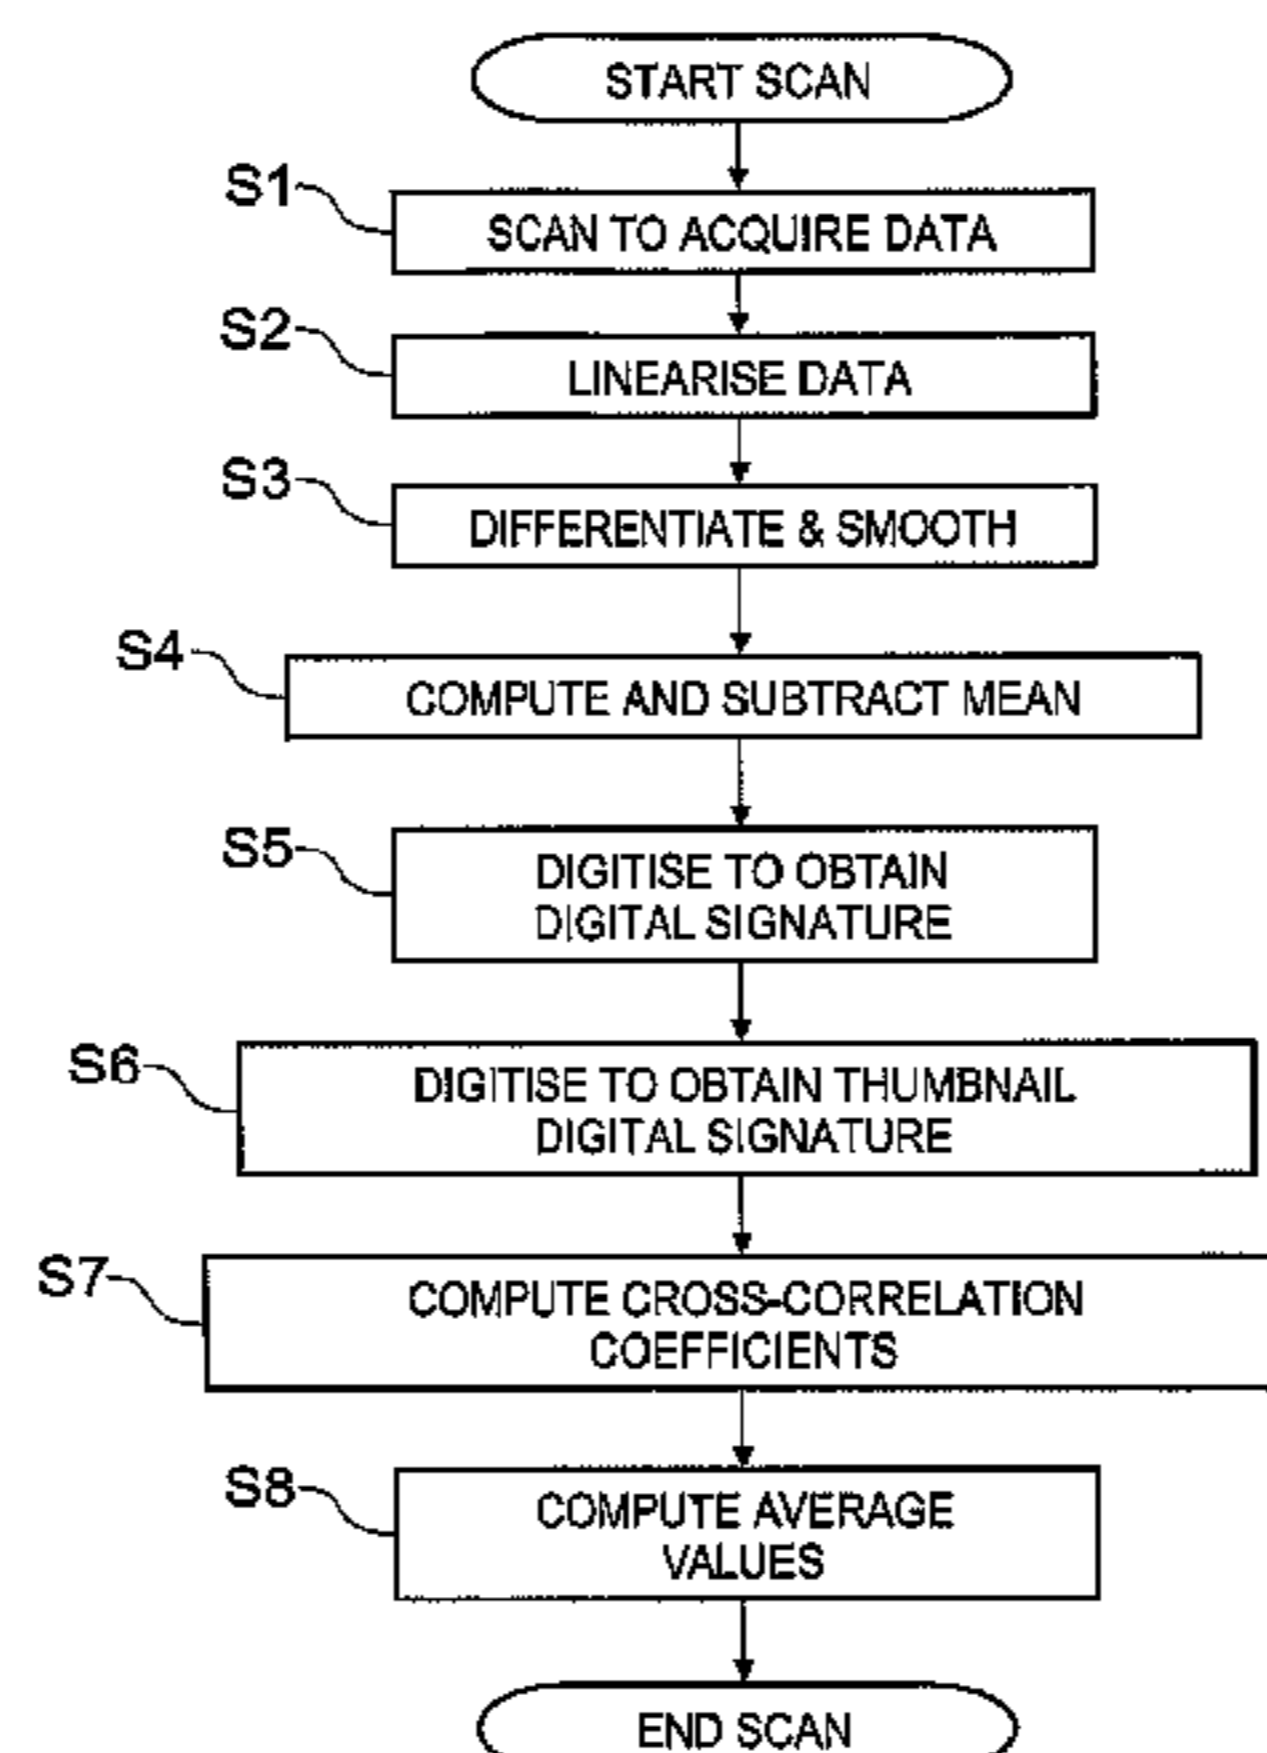 START SCAN
S1
SCAN TO ACQUIRE DATA
S2
LINEARISE DATA
S3
DIFFERENTIATE & SMOOTH
S4
COMPUTE AND SUBTRACT MEAN
S5
DIGITISE TO OBTAIN
DIGITAL SIGNATURE
S6
DIGITISE TO OBTAIN THUMBNAIL
DIGITAL SIGNATURE
S7
COMPUTE CROSS-CORRELATION
COEFFICIENTS
S8
COMPUTE AVERAGE
VALUES
END SCAN